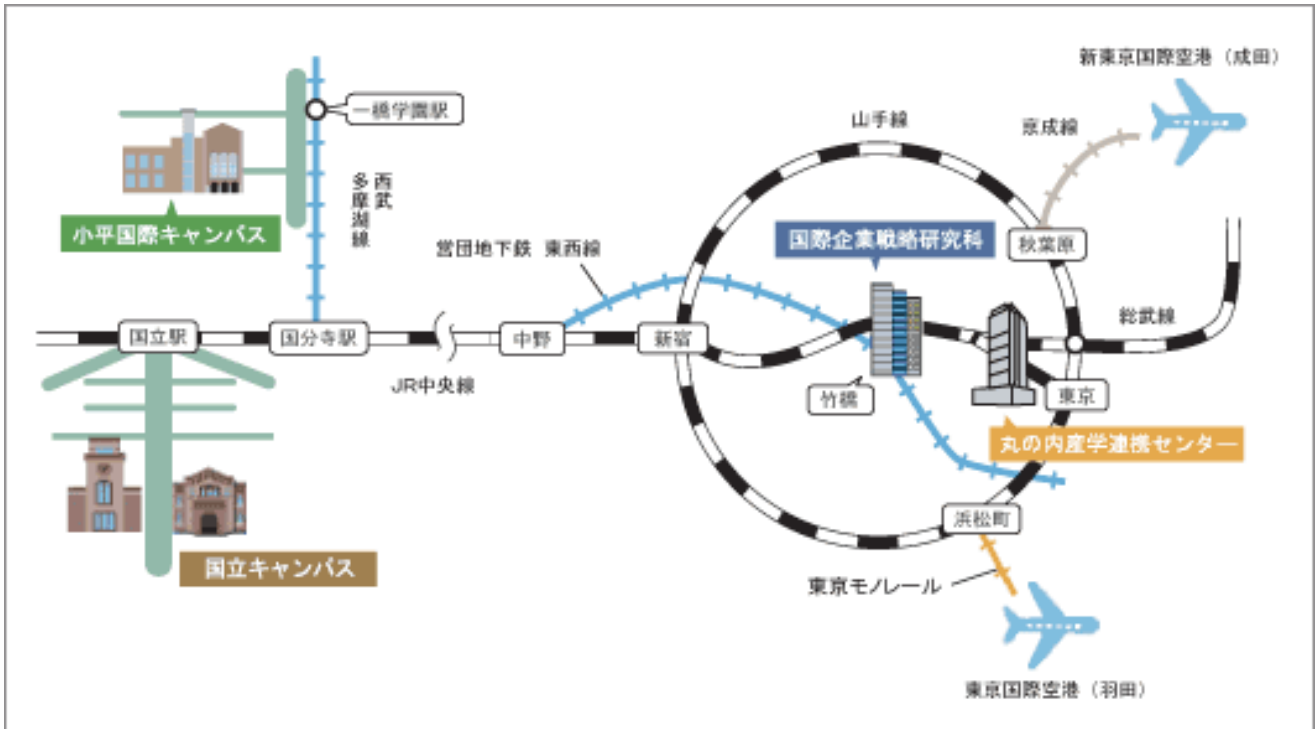 新東京国際空港（成田）
山手線
京成線
一橋学園駅
西武
多摩湖線
小平国際キャンパス
営団地下鉄 東西線
国際企業戦略研究科
秋葉原
総武線
国立駅
国分寺駅
中野
新宿
JR中央線
竹橋
東京
丸の内産学連携センター
国立キャンパス
浜松町
東京モノレール
東京国際空港（羽田）